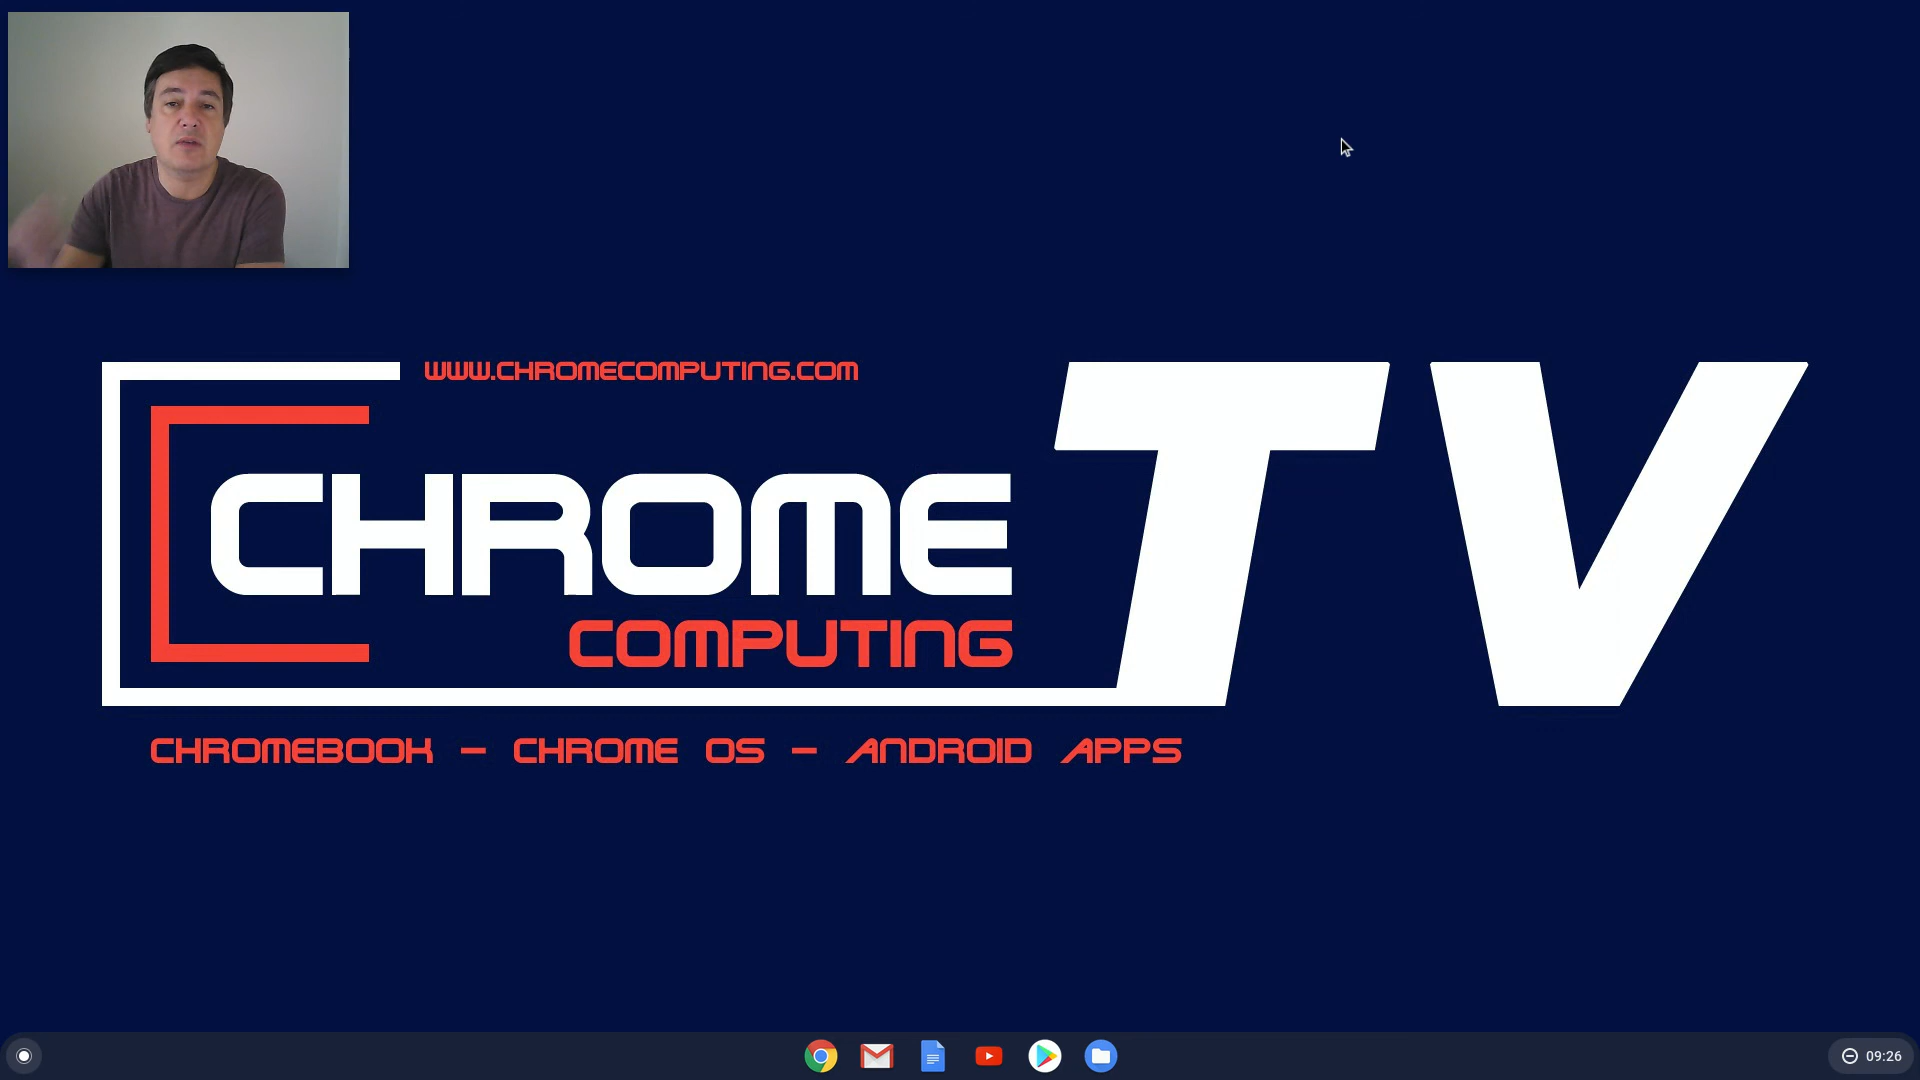 WWW.CHROMECOMPUTING.COM
CHROME
TV
COMPUTING
CHROMEBOOK - CHROME OS - ANDROID APPS
09:26